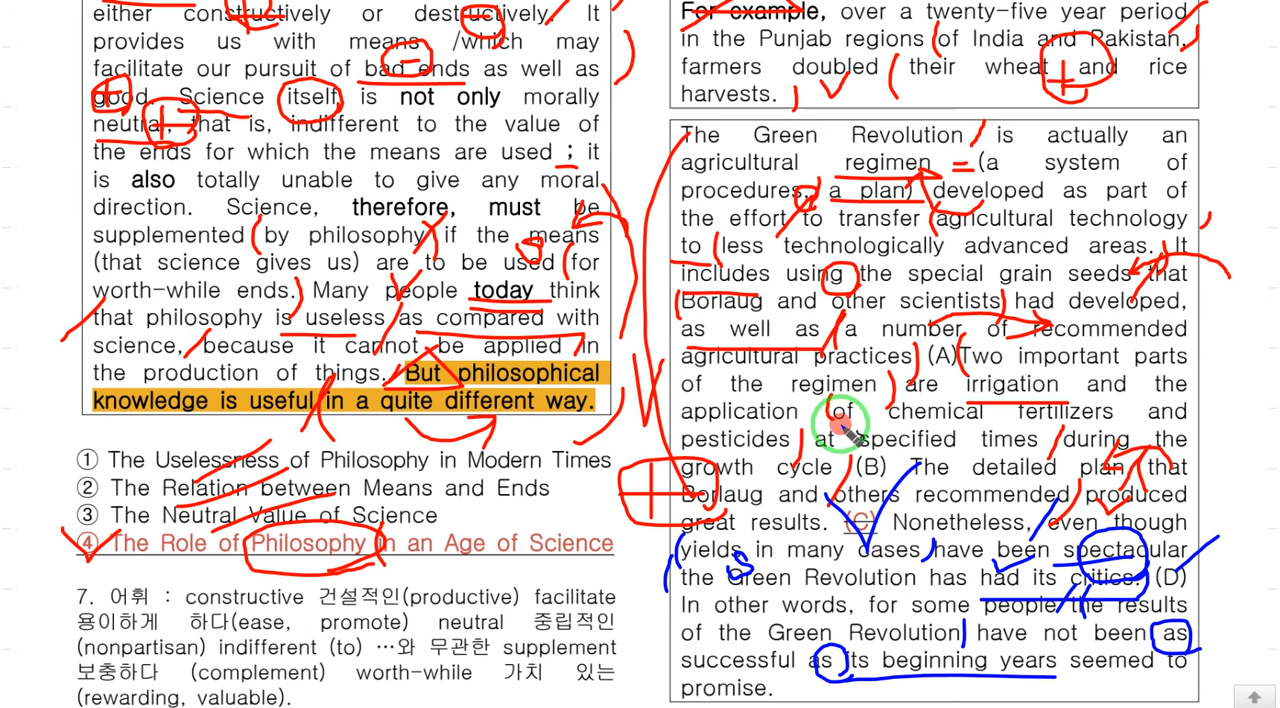 either constructively or destructively. It
provides us with means which may
facilitate our pursuit of bad ends as well as
good. Science itself, is not only morally
neutral, that is, indifferent to the value of
the ends for which the means are used ; it
is also totally unable to give any moral
direction. Science, therefore, must be
supplemented by philosophy if the means
(that science gives us) are to be used for
worth-while ends. Many people today think
that philosophy is useless as compared with
science, because it cannot be applied in
the production of things. But philosophical
knowledge is useful in a quite different way.
① The Uselessness of Philosophy in Modern Times
② The Relation between Means and Ends
③ The Neutral Value of Science
④ The Role of Philosophy in an Age of Science
7. 어휘 : constructive 건설적인(productive) facilitate
용이하게 하다(ease, promote) neutral 중립적인
(nonpartisan) indifferent (to) …와 무관한 supplement
보충하다 (complement) worth-while 가치 있는
(rewarding, valuable).
For example, over a twenty-five year period
in the Punjab regions of India and Pakistan,
farmers doubled their wheat and rice
harvests.
The Green Revolution is actually an
agricultural regimen = (a system of
procedures, a plan) developed as part of
the effort to transfer agricultural technology
to less technologically advanced areas. It
includes using the special grain seeds that
Borlaug and other scientists had developed,
as well as a number of recommended
agricultural practices (A)Two important parts
of the regimen are irrigation and the
application of chemical fertilizers and
pesticides at specified times during the
growth cycle (B) The detailed plan that
Borlaug and others recommended produced
great results. (C) Nonetheless, even though
yields in many cases have been spectacular
the Green Revolution has had its critics. (D)
In other words, for some people the results
of the Green Revolution have not been as
successful as its beginning years seemed to
promise.